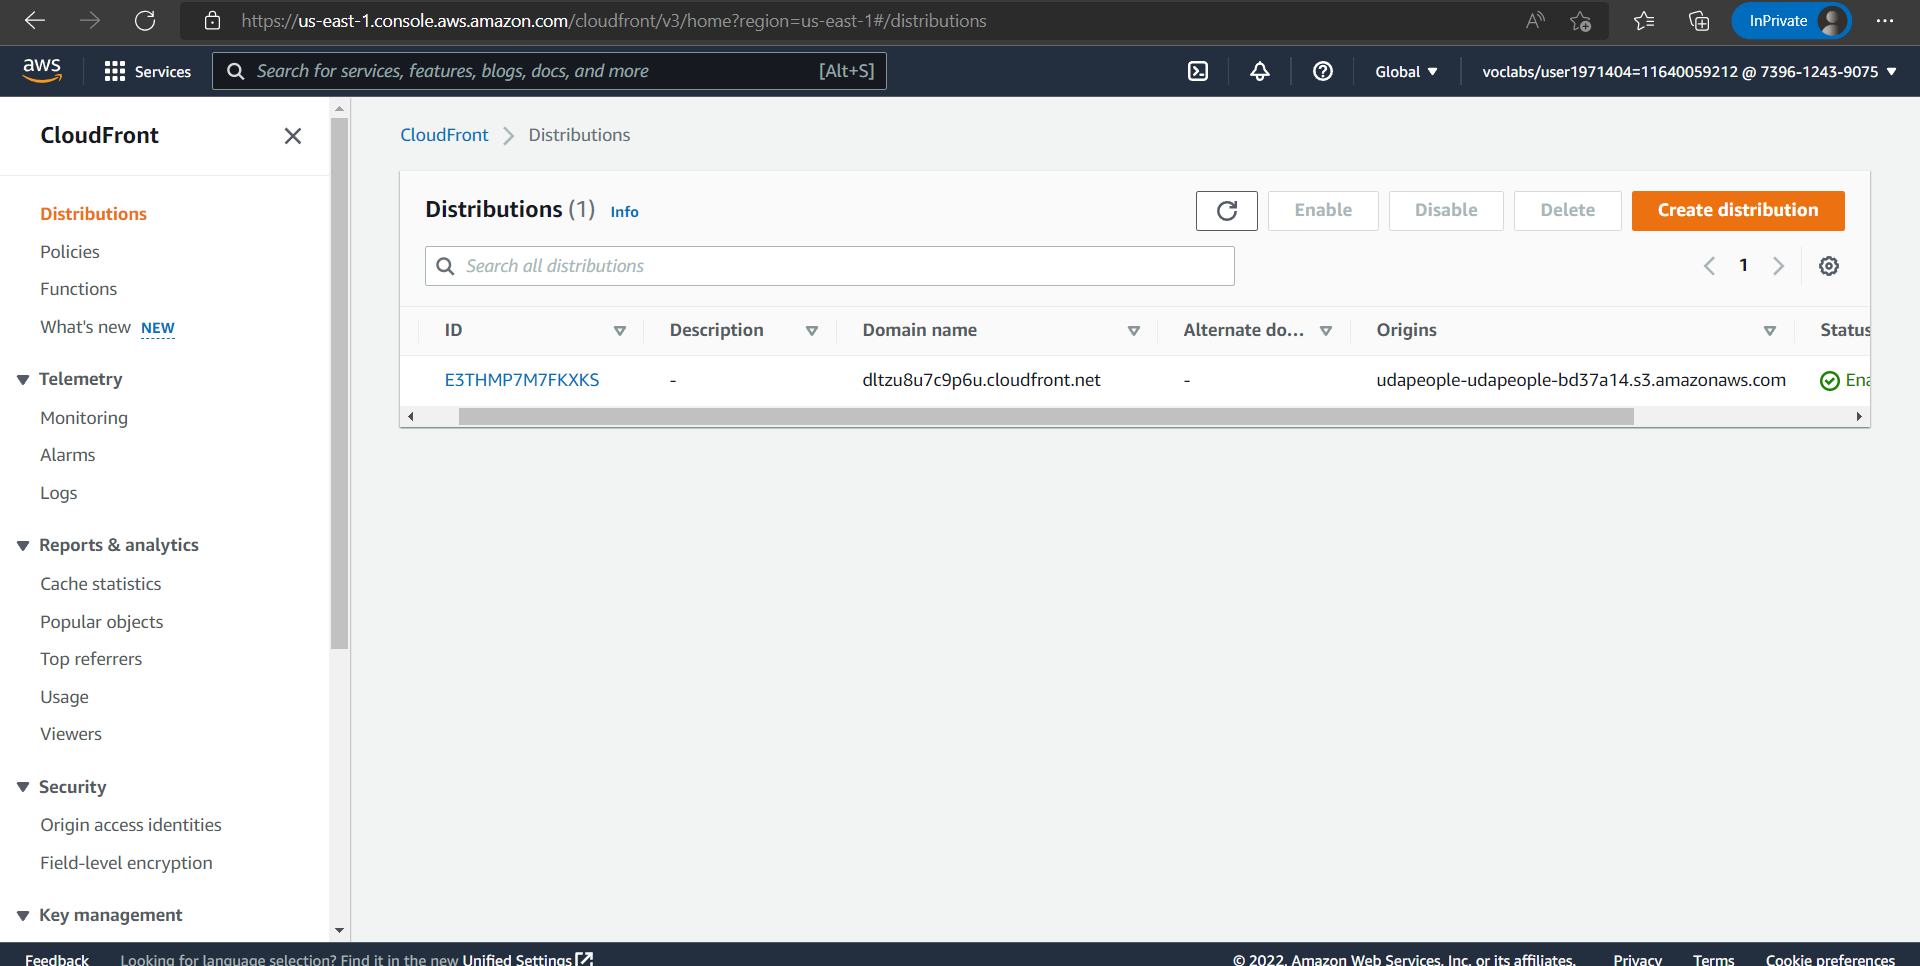 https://us-east-1.console.aws.amazon.com/cloudfront/v3/home?region=us-east-1#/distributions
InPrivate
aws
Services
Search for services, features, blogs, docs, and more
[Alt+S]
Global
voclabs/user1971404=11640059212 @ 7396-1243-9075
CloudFront
Distributions
Policies
Functions
What's new NEW
Telemetry
Monitoring
Alarms
Logs
Reports & analytics
Cache statistics
Popular objects
Top referrers
Usage
Viewers
Security
Origin access identities
Field-level encryption
Key management
CloudFront > Distributions
Distributions (1) Info
Enable
Disable
Delete
Create distribution
Search all distributions
1
ID Description Domain name Alternate do... Origins Status
E3THMP7M7FKXKS - dltzu8u7c9p6u.cloudfront.net - udapeople-udapeople-bd37a14.s3.amazonaws.com Ena
Feedback
Looking for language selection? Find it in the new Unified Settings
© 2022, Amazon Web Services, Inc. or its affiliates.
Privacy
Terms
Cookie preferences